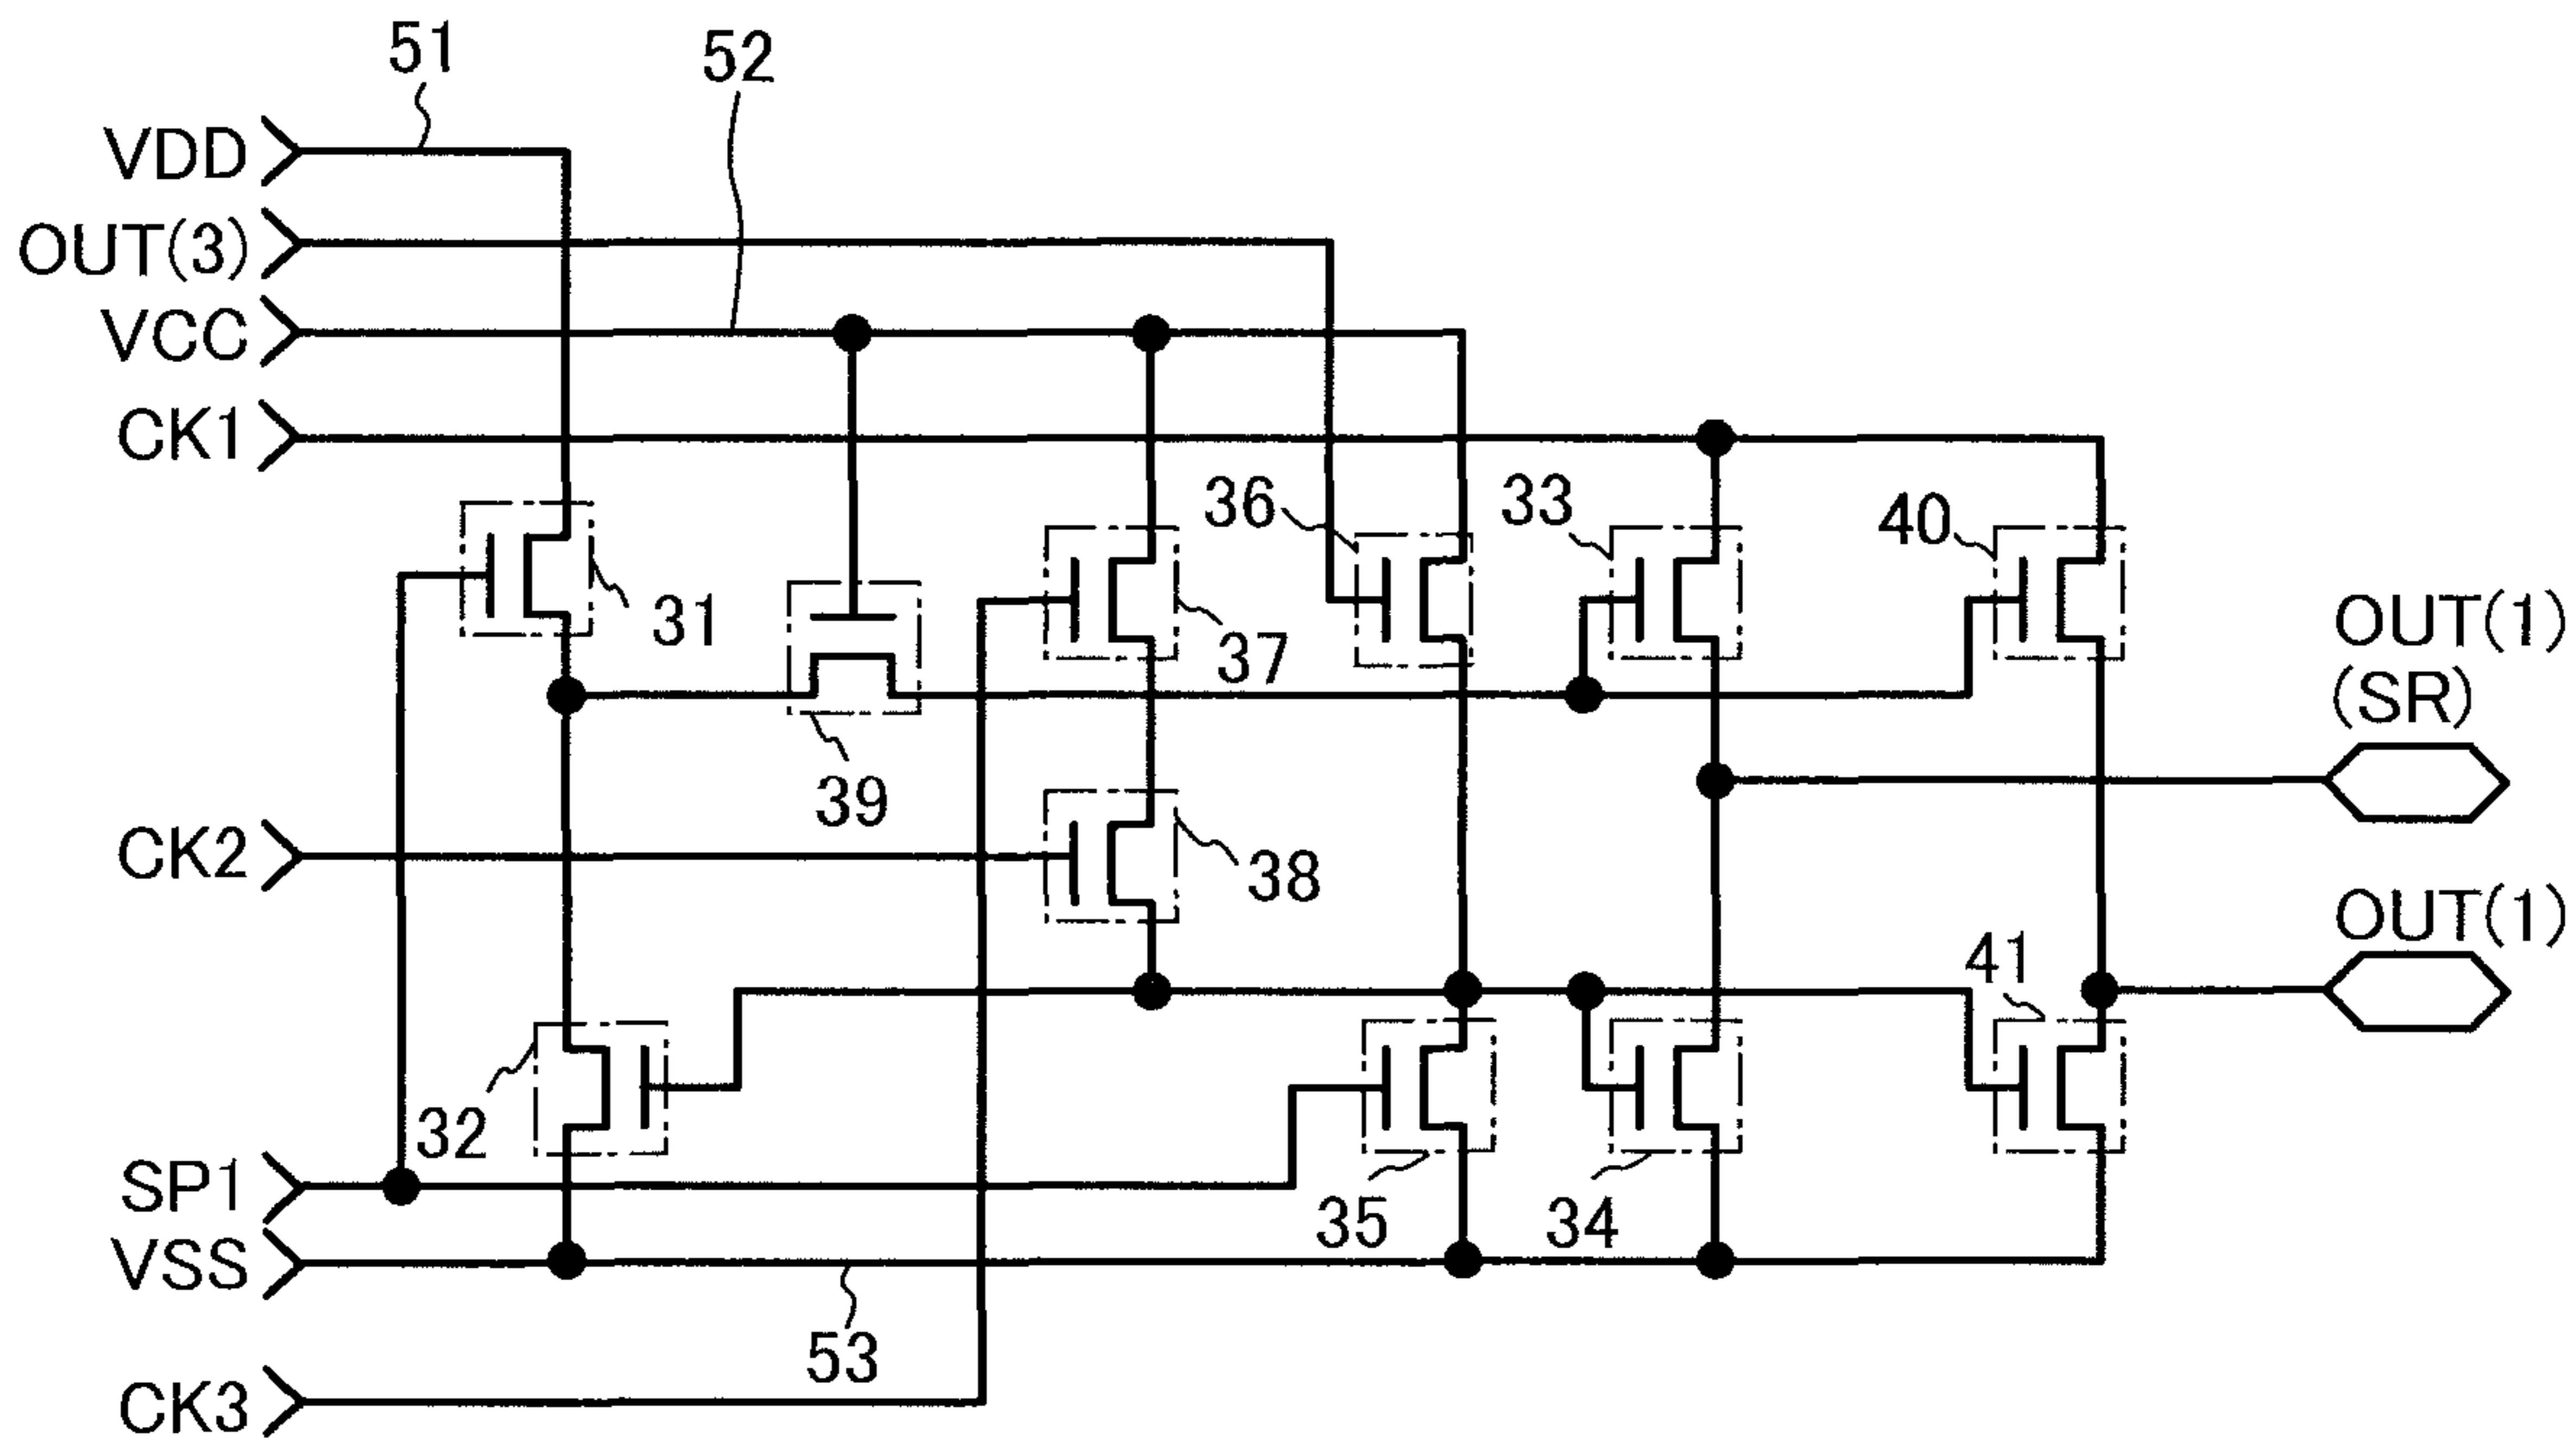 51
52
VDD
OUT(3)
VCC
CK1
36
33
40
31
37
OUT(1)
(SR)
39
CK2
38
OUT(1)
41
32
SP1
35
34
VSS
53
CK3